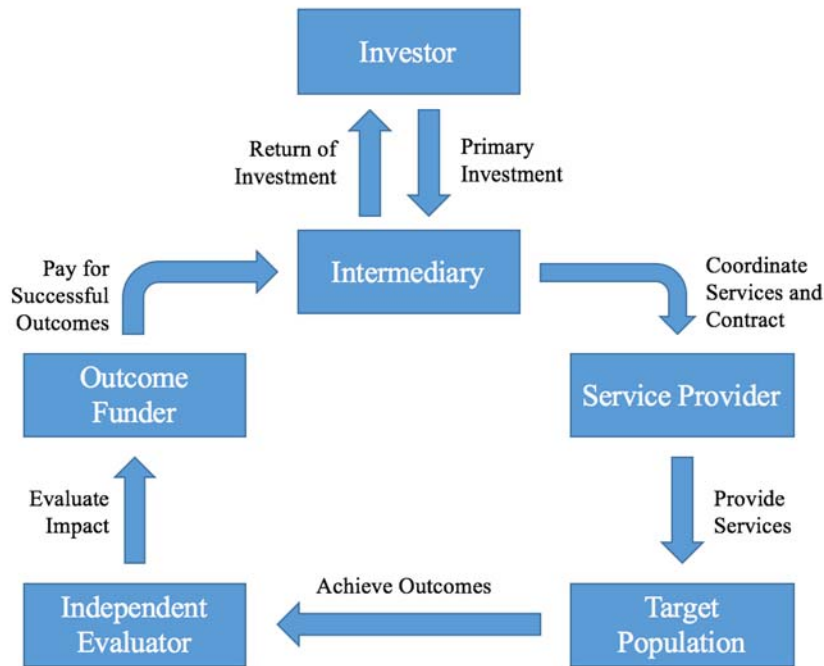 Investor
Return of
Investment
Primary
Investment
Intermediary
Pay for
Successful
Outcomes
Coordinate
Services and
Contract
Outcome
Funder
Service Provider
Evaluate
Impact
Provide
Services
Achieve Outcomes
Independent
Evaluator
Target
Population